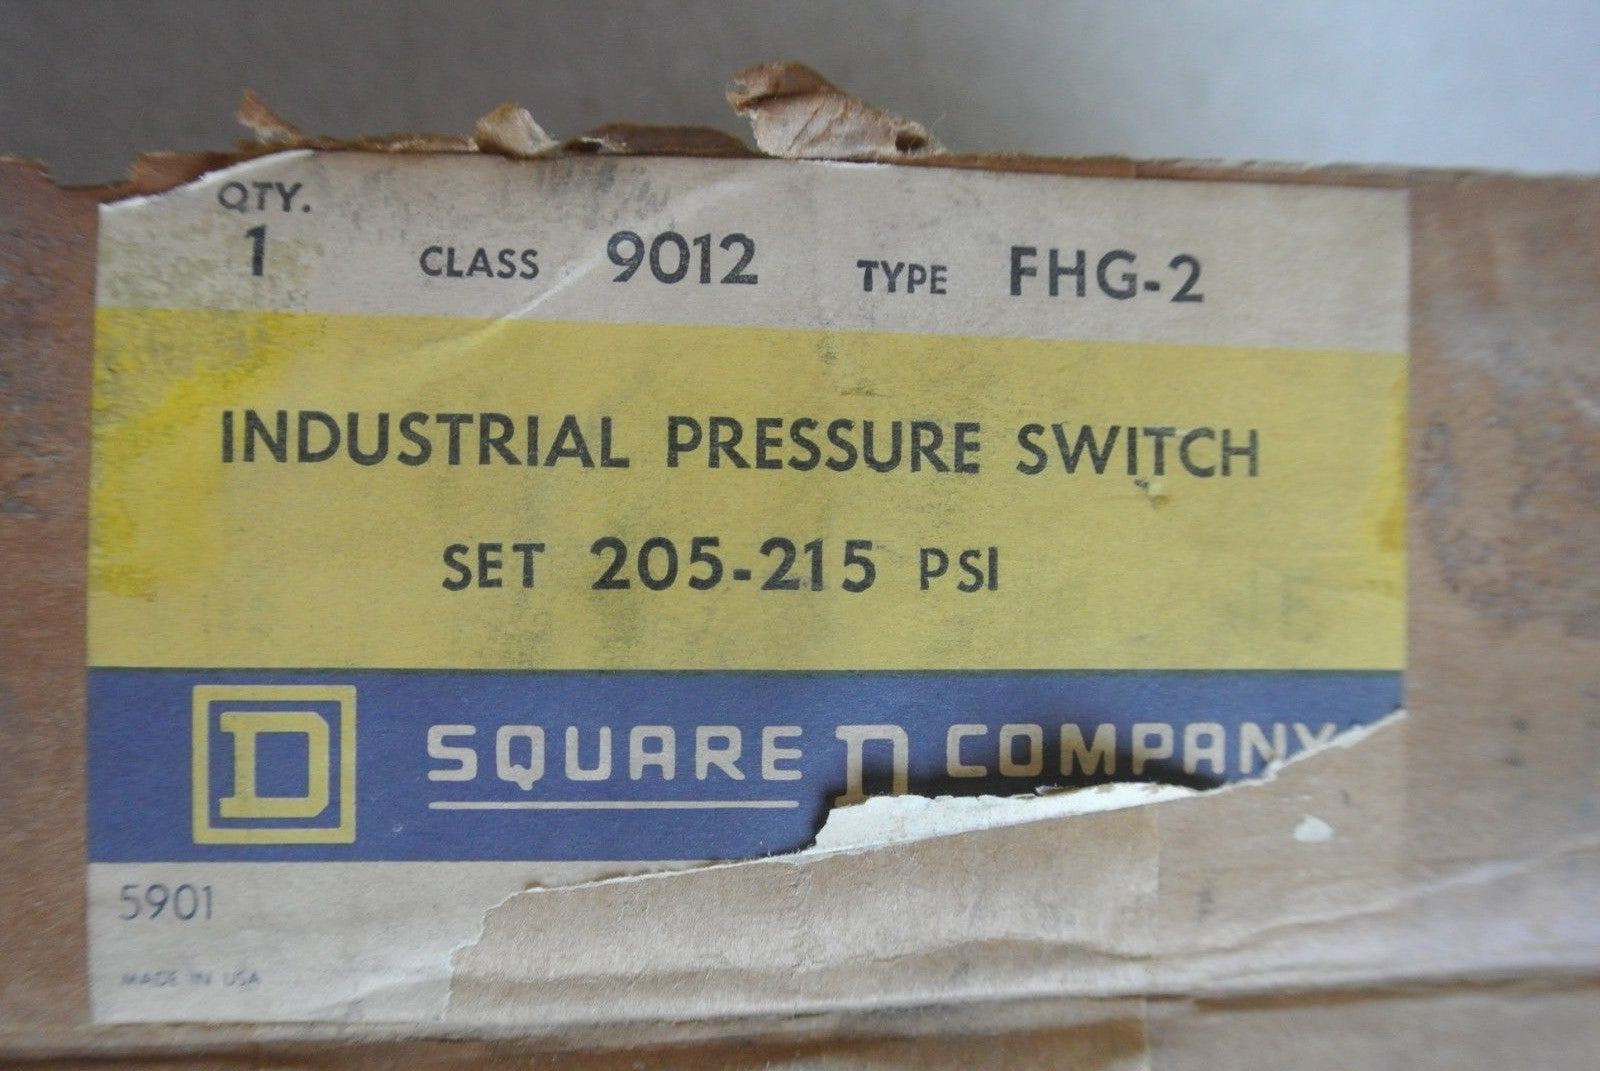 QTY.
1 CLASS 9012 TYPE FHG-2
INDUSTRIAL PRESSURE SWITCH
SET 205-215 PSI
D SQUARE D COMPANY
5901
MADE IN USA